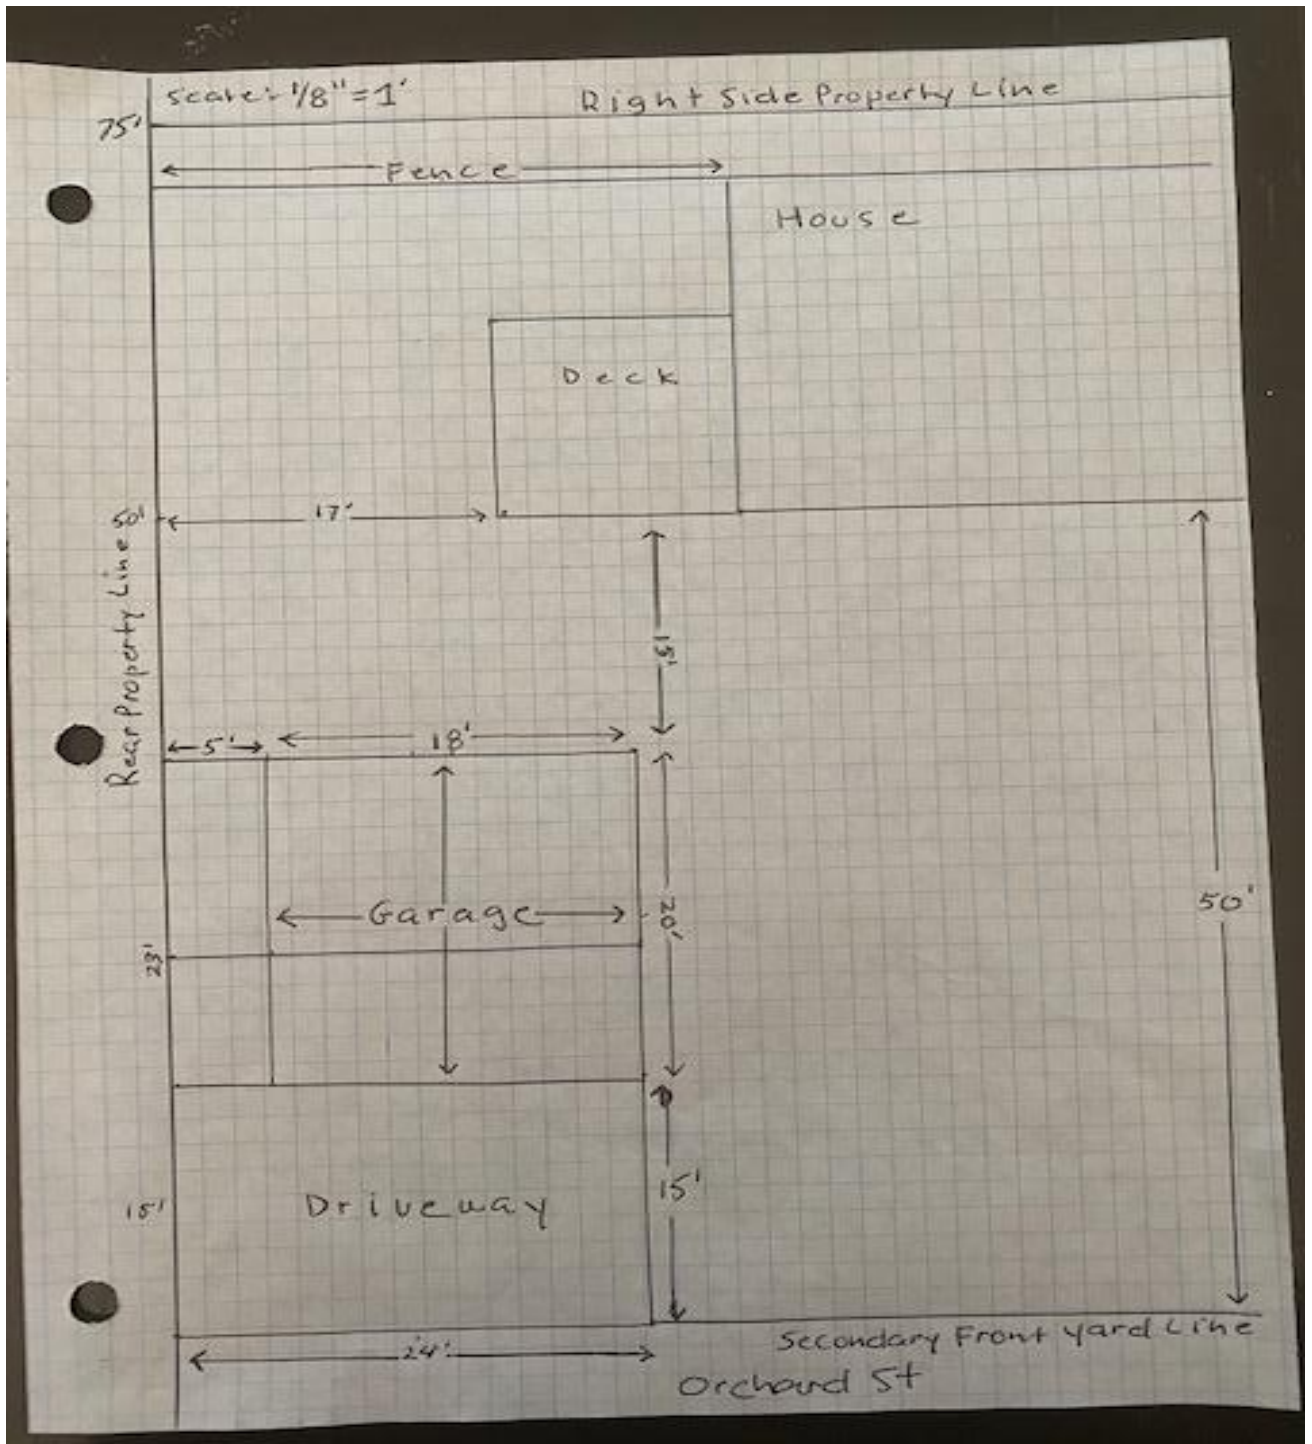 Scale: 1/8" = 1'
Right Side Property Line
75'
Fence
House
Deck
50'
17'
Rear Property Line
15'
5'
18'
Garage
20'
50'
23'
15'
Driveway
15'
24'
Secondary Front Yard Line
Orchard St